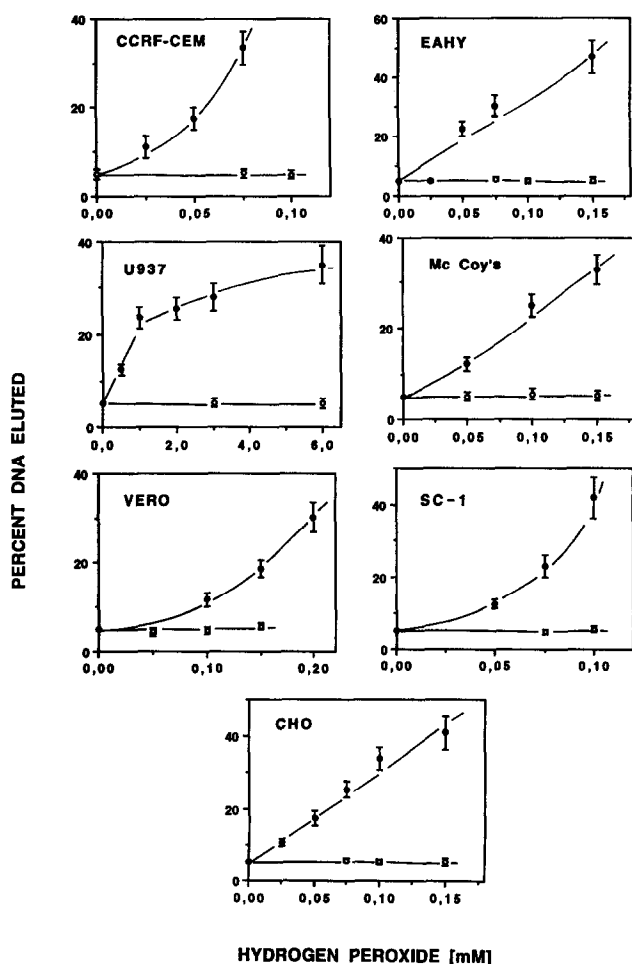 PERCENT DNA ELUTED
CCRF-CEM
40
20
0
0,00 0,05 0,10
EAHY
60
40
20
0
0,00 0,05 0,10 0,15
U937
40
20
0
0,0 2,0 4,0 6,0
Mc Coy's
40
20
0
0,00 0,05 0,10 0,15
VERO
40
20
0
0,00 0,10 0,20
SC-1
40
20
0
0,00 0,05 0,10
CHO
40
20
0
0,00 0,05 0,10 0,15
HYDROGEN PEROXIDE [mM]